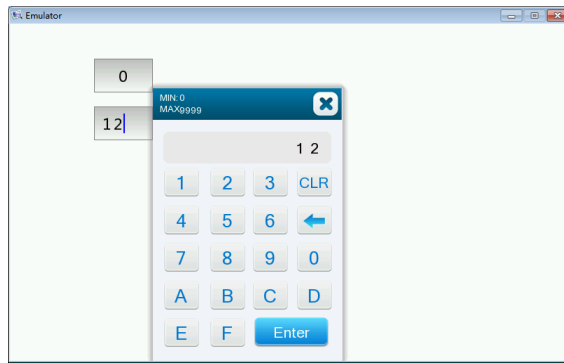 Emulator
0
12
MIN:0
MAX9999
1 2
1 2 3 CLR
4 5 6
7 8 9 0
A B C D
E F Enter